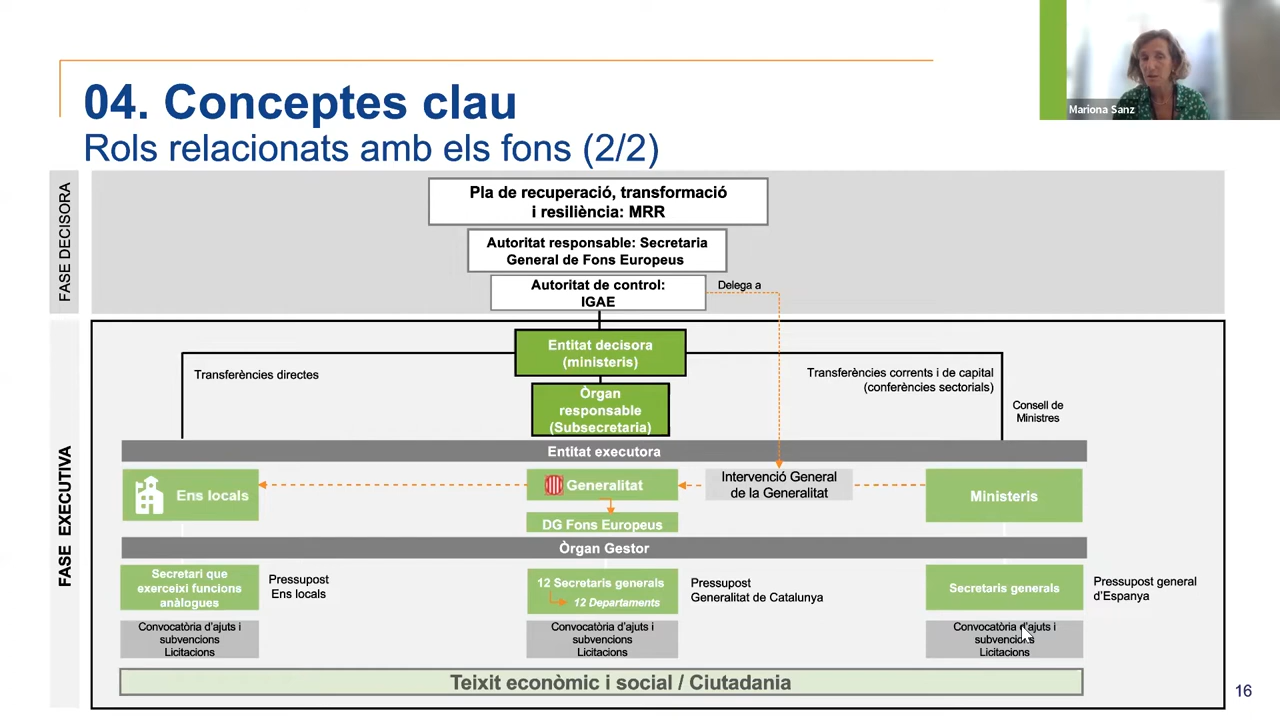 04. Conceptes clau
Rols relacionats amb els fons (2/2)
Mariona Sanz
FASE DECISORA
Pla de recuperació, transformació
i resiliència: MRR
Autoritat responsable: Secretaria
General de Fons Europeus
Autoritat de control:
IGAE
Delega a
FASE EXECUTIVA
Entitat decisora
(ministeris)
Transferències directes
Transferències corrents i de capital
(conferències sectorials)
Òrgan
responsable
(Subsecretaria)
Consell de
Ministres
Entitat executora
Ens locals
Generalitat
Intervenció General
de la Generalitat
Ministeris
DG Fons Europeus
Òrgan Gestor
Secretari que
exerceixi funcions
anàlogues
Pressupost
Ens locals
12 Secretaris generals
12 Departaments
Pressupost
Generalitat de Catalunya
Secretaris generals
Pressupost general
d'Espanya
Convocatòria d'ajuts i
subvencions
Licitacions
Convocatòria d'ajuts i
subvencions
Licitacions
Convocatòria d'ajuts i
subvencions
Licitacions
Teixit econòmic i social / Ciutadania
16